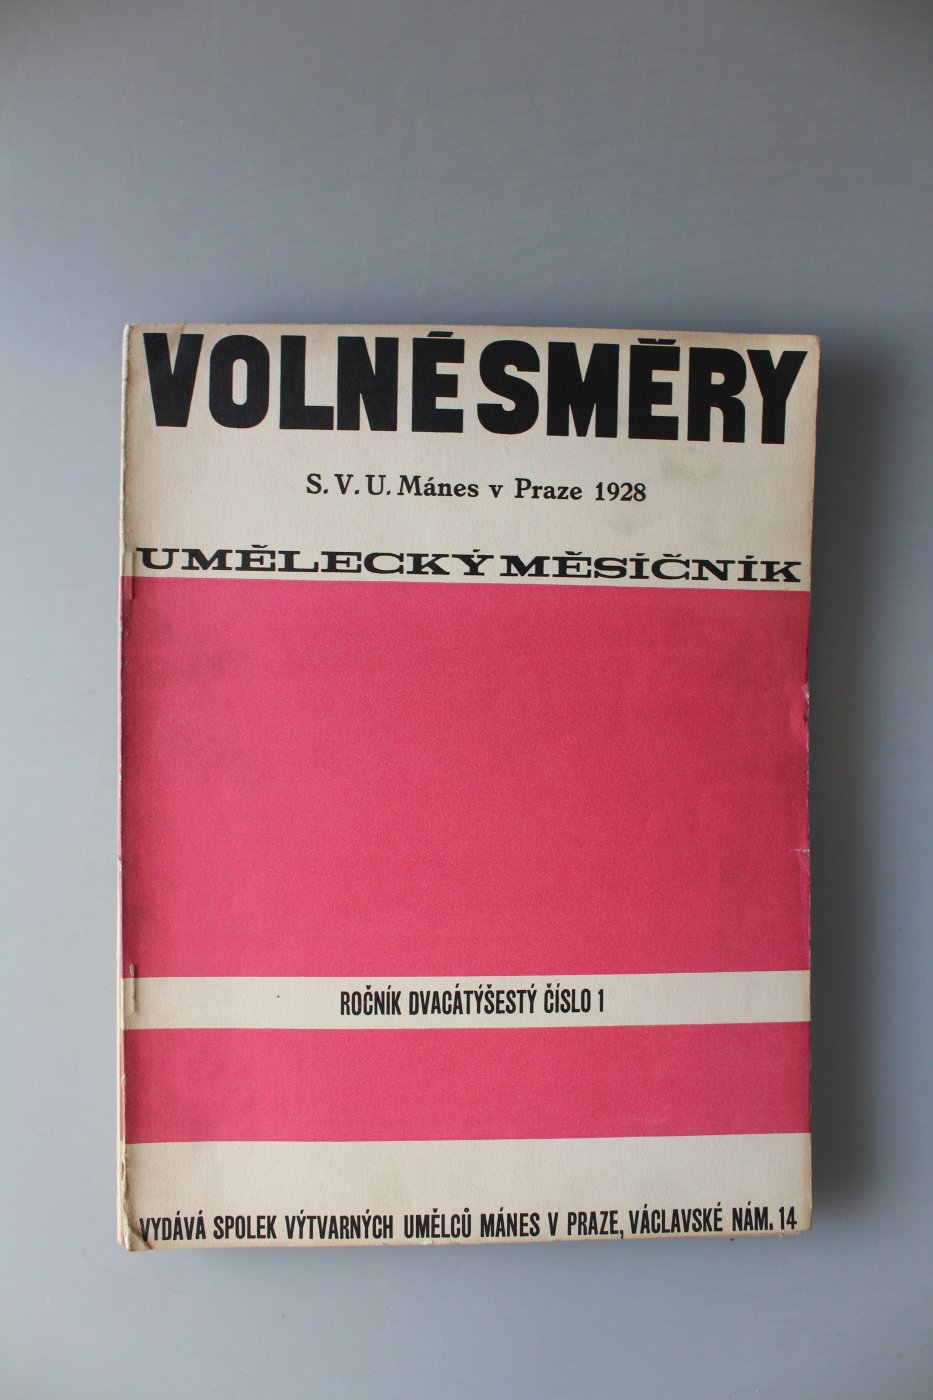 VOLNÉ SMĚRY
S. V. U. Mánes v Praze 1928
UMĚLECKÝ MĚSÍČNÍK
ROČNÍK DVACÁTÝŠESTÝ ČÍSLO 1
VYDÁVÁ SPOLEK VÝTVARNÝCH UMĚLCŮ MÁNES V PRAZE, VÁCLAVSKÉ NÁM. 14